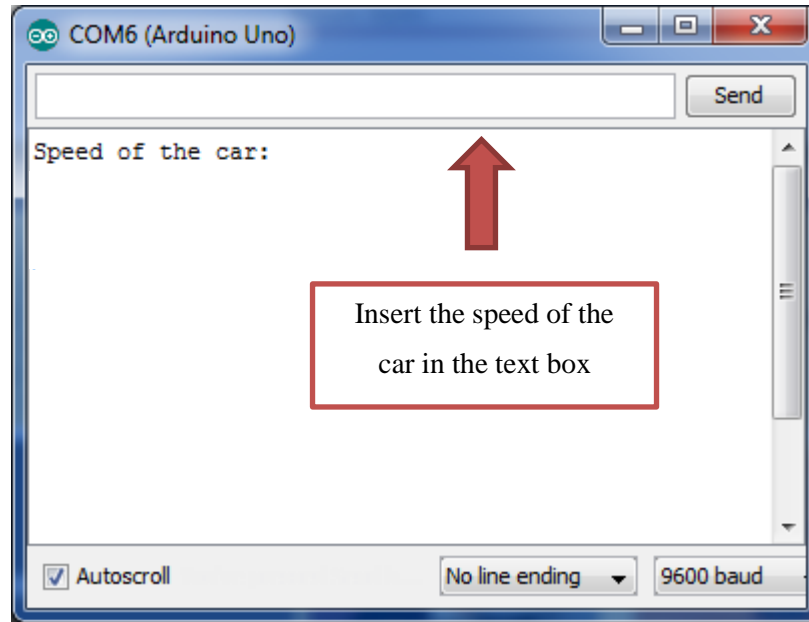 COM6 (Arduino Uno)
Send
Speed of the car:
Insert the speed of the
car in the text box
Autoscroll
No line ending
9600 baud